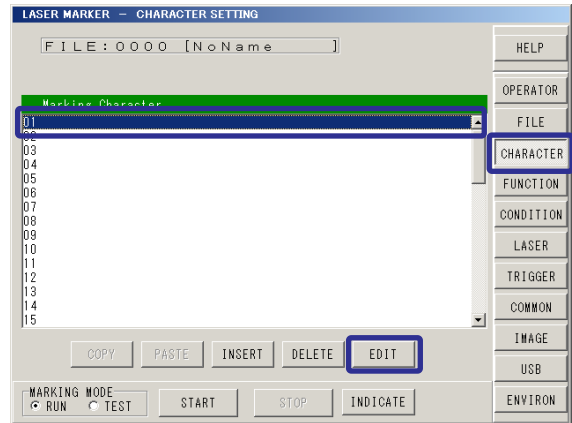 LASER MARKER – CHARACTER SETTING
FILE:0000 [NoName ]
HELP
OPERATOR
Marking Character
01
FILE
02
03
CHARACTER
04
05
FUNCTION
06
07
CONDITION
08
09
LASER
10
11
TRIGGER
12
13
COMMON
14
15
IMAGE
COPY PASTE INSERT DELETE EDIT
USB
MARKING MODE
RUN TEST START STOP INDICATE
ENVIRON